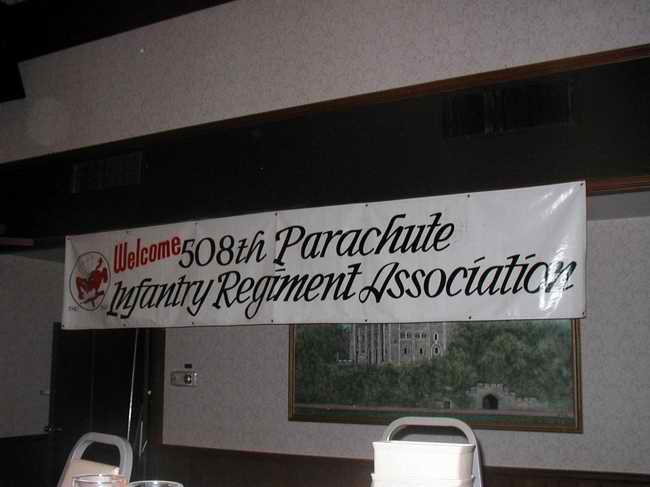 Welcome 508th Parachute
Infantry Regiment Association